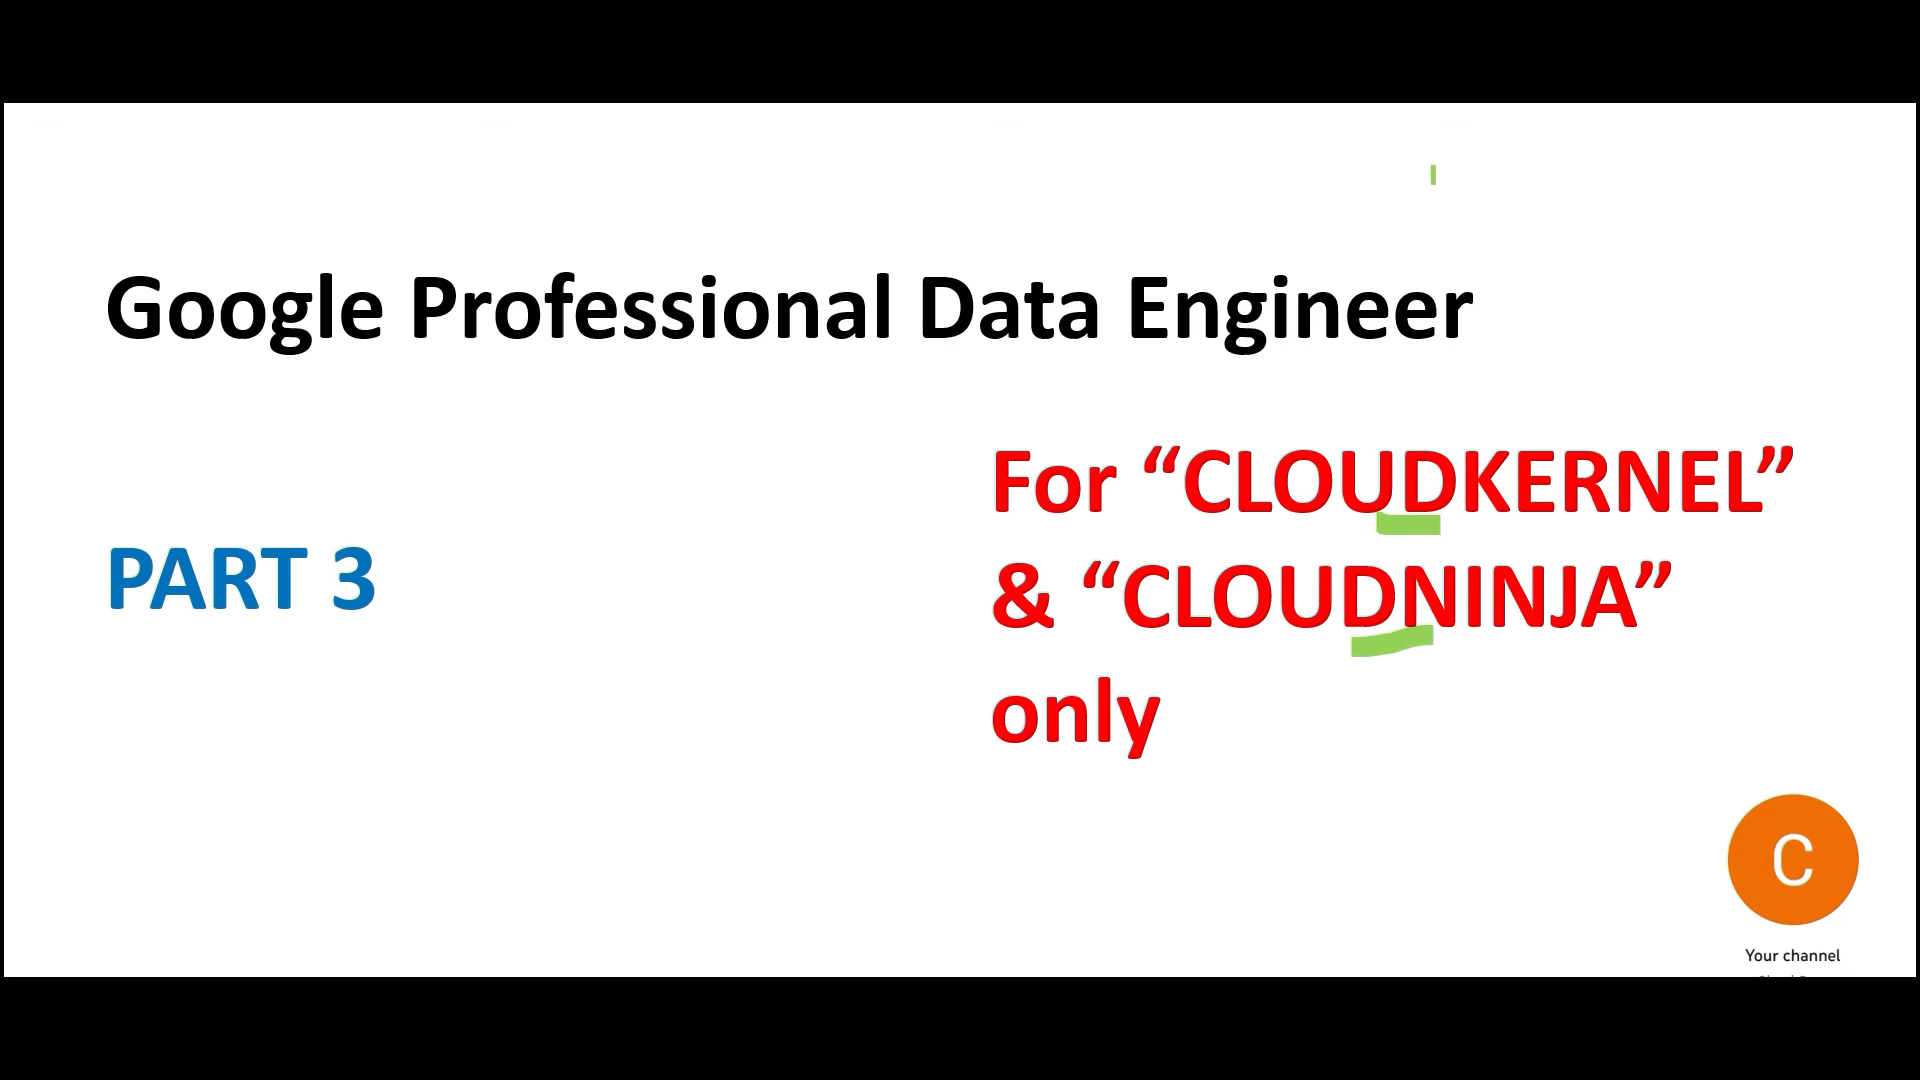 Google Professional Data Engineer
PART 3
For “CLOUDKERNEL”
& “CLOUDNINJA”
only
C
Your channel